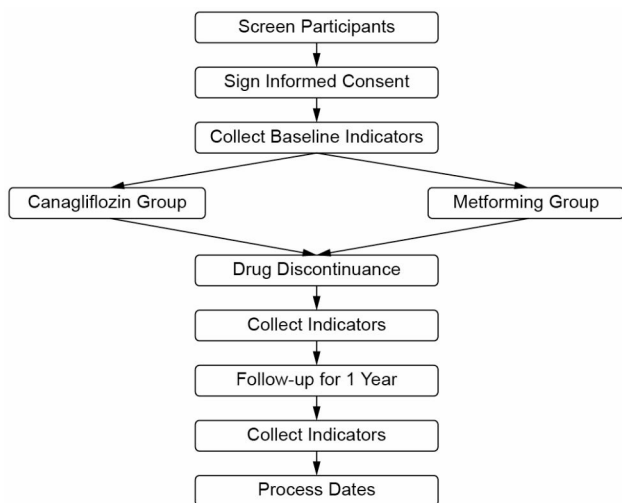 Screen Participants
Sign Informed Consent
Collect Baseline Indicators
Canagliflozin Group
Metforming Group
Drug Discontinuance
Collect Indicators
Follow-up for 1 Year
Collect Indicators
Process Dates